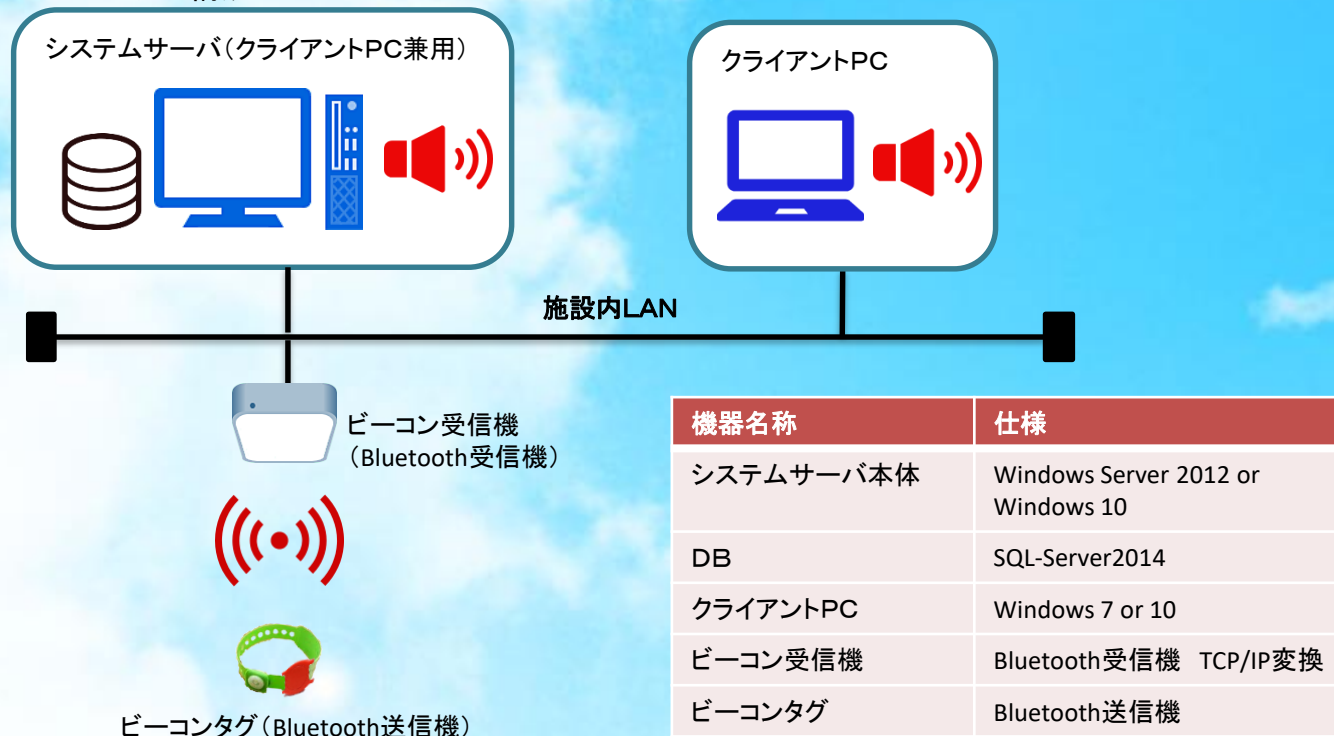 システムサーバ（クライアントPC兼用）
クライアントPC
施設内LAN
ビーコン受信機
（Bluetooth受信機）
ビーコンタグ（Bluetooth送信機）
機器名称 仕様
システムサーバ本体 Windows Server 2012 or
Windows 10
DB SQL-Server2014
クライアントPC Windows 7 or 10
ビーコン受信機 Bluetooth受信機 TCP/IP変換
ビーコンタグ Bluetooth送信機